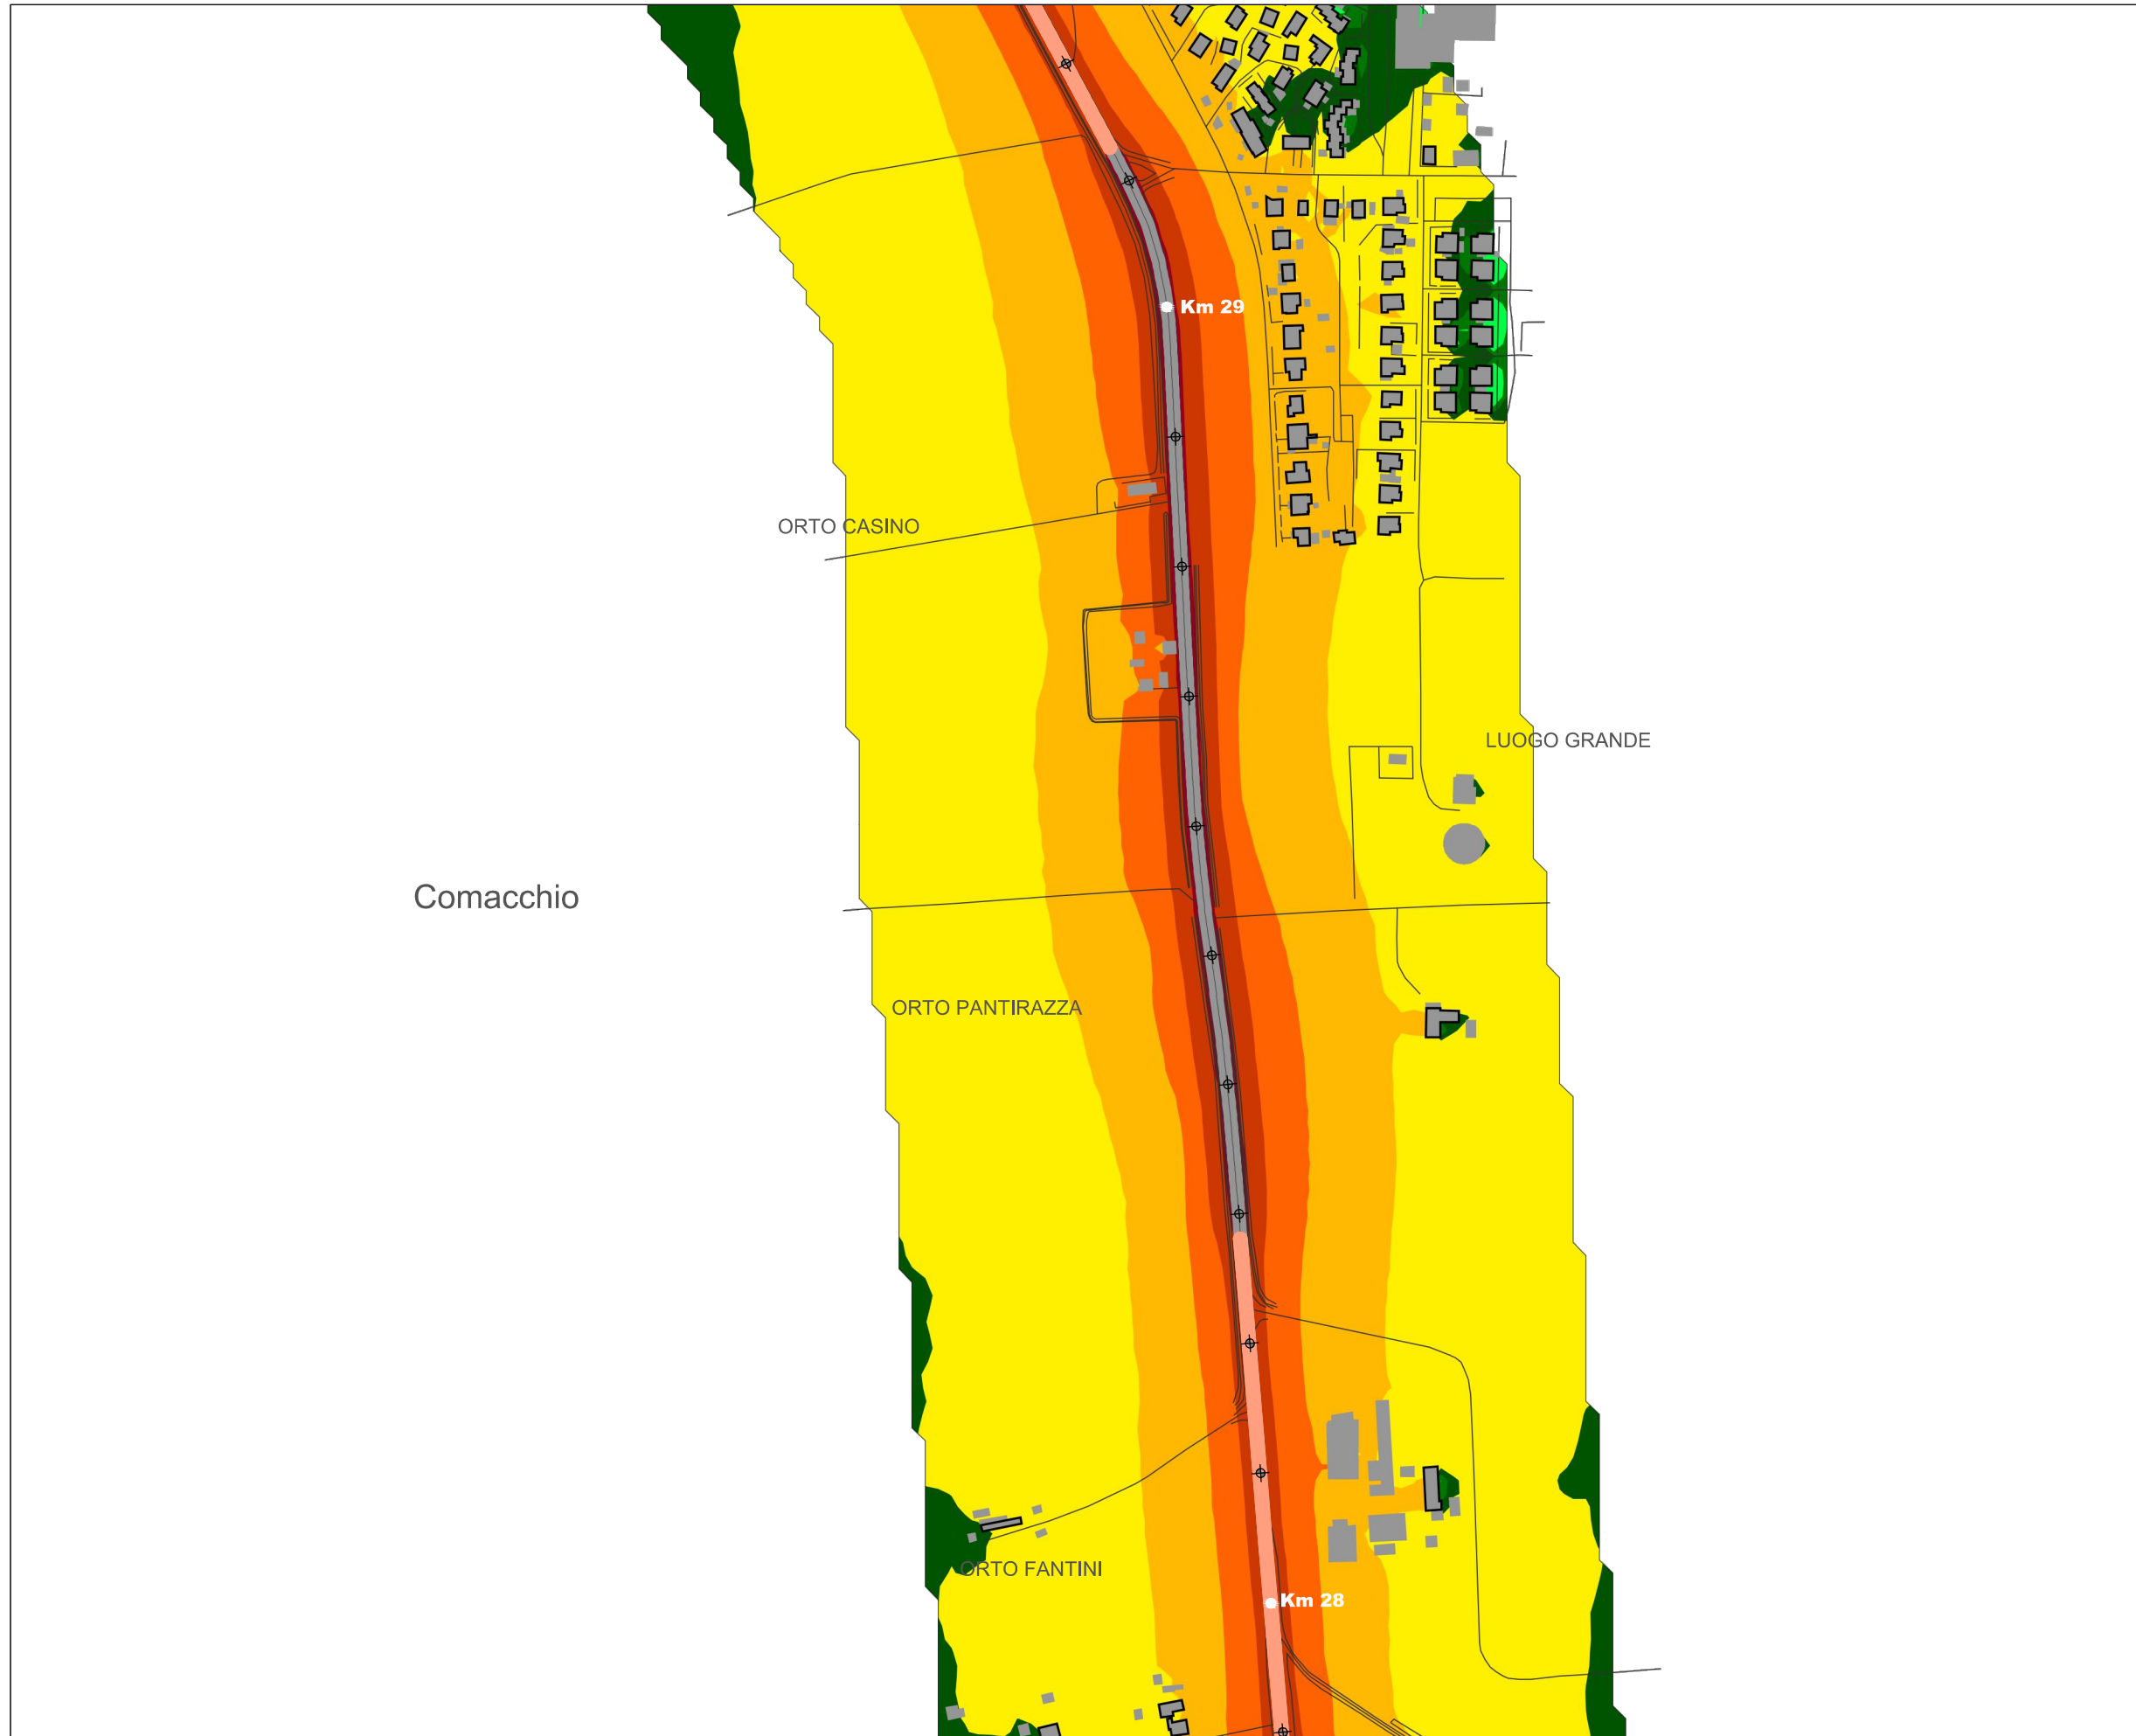 Km 29
ORTO CASINO
LUOGO GRANDE
Comacchio
ORTO PANTIRAZZA
ORTO FANTINI
Km 28